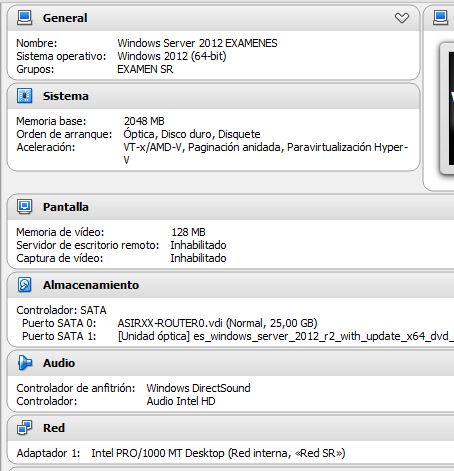 General
Nombre: Windows Server 2012 EXAMENES
Sistema operativo: Windows 2012 (64-bit)
Grupos: EXAMEN SR
Sistema
Memoria base: 2048 MB
Orden de arranque: Óptica, Disco duro, Disquete
Aceleración: VT-x/AMD-V, Paginación anidada, Paravirtualización Hyper-
V
Pantalla
Memoria de vídeo: 128 MB
Servidor de escritorio remoto: Inhabilitado
Captura de vídeo: Inhabilitado
Almacenamiento
Controlador: SATA
Puerto SATA 0: ASIRXX-ROUTER0.vdi (Normal, 25,00 GB)
Puerto SATA 1: [Unidad óptica] es_windows_server_2012_r2_with_update_x64_dvd_
Audio
Controlador de anfitrión: Windows DirectSound
Controlador: Audio Intel HD
Red
Adaptador 1: Intel PRO/1000 MT Desktop (Red interna, «Red SR»)